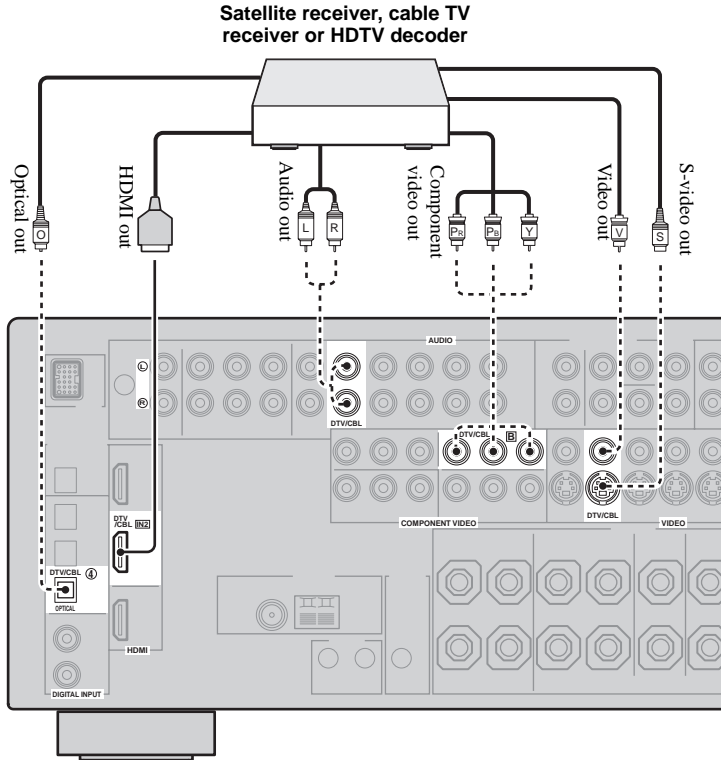 Satellite receiver, cable TV
receiver or HDTV decoder
Optical out
HDMI out
Audio out
Component
video out
Video out
S-video out
O
L
R
PR
PB
Y
V
S
AUDIO
L
R
DTV/CBL
DTV/CBL B
DTV
/CBL IN2
COMPONENT VIDEO
DTV/CBL
VIDEO
DTV/CBL ④
OPTICAL
HDMI
DIGITAL INPUT